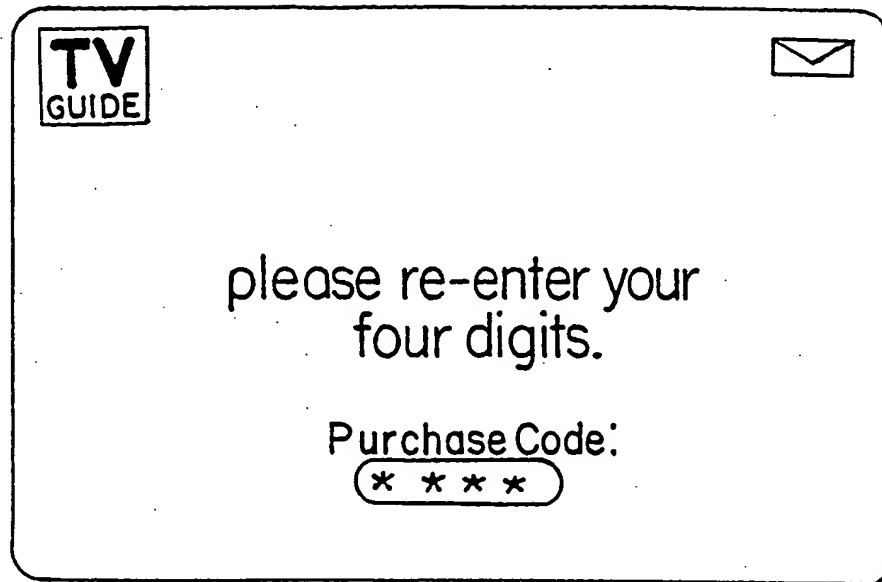 TV
GUIDE
please re-enter your
four digits.
Purchase Code:
* * * *